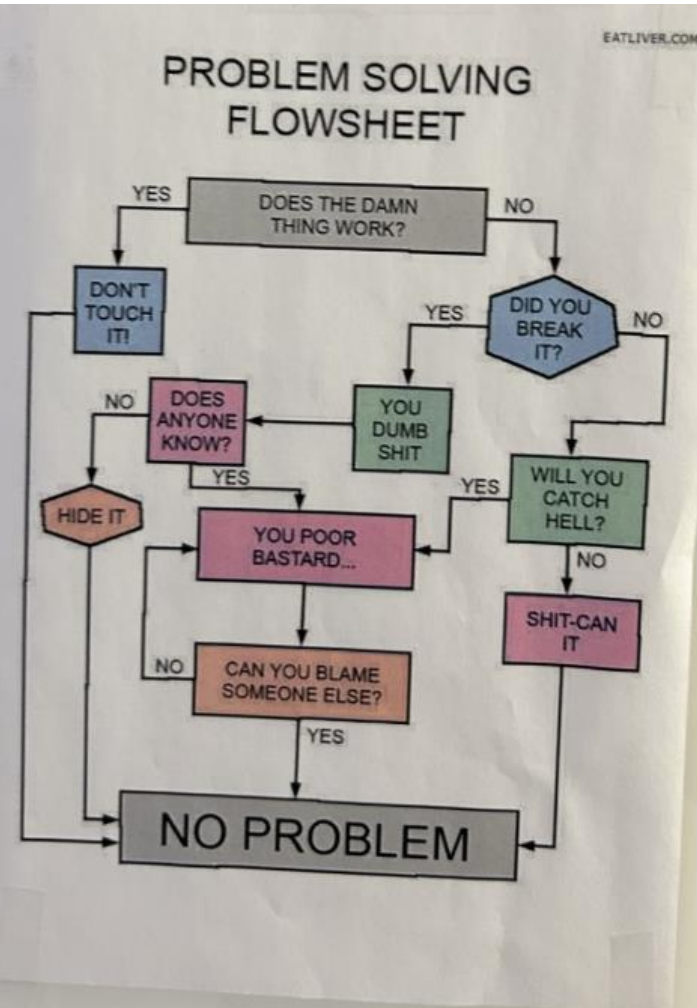 EATLIVER.COM
PROBLEM SOLVING
FLOWSHEET
YES
DOES THE DAMN
THING WORK?
NO
DON'T
TOUCH
IT!
YES
DID YOU
BREAK
IT?
NO
NO
DOES
ANYONE
KNOW?
YOU
DUMB
SHIT
YES
HIDE IT
YOU POOR
BASTARD...
YES
WILL YOU
CATCH
HELL?
NO
SHIT-CAN
IT
NO
CAN YOU BLAME
SOMEONE ELSE?
YES
NO PROBLEM